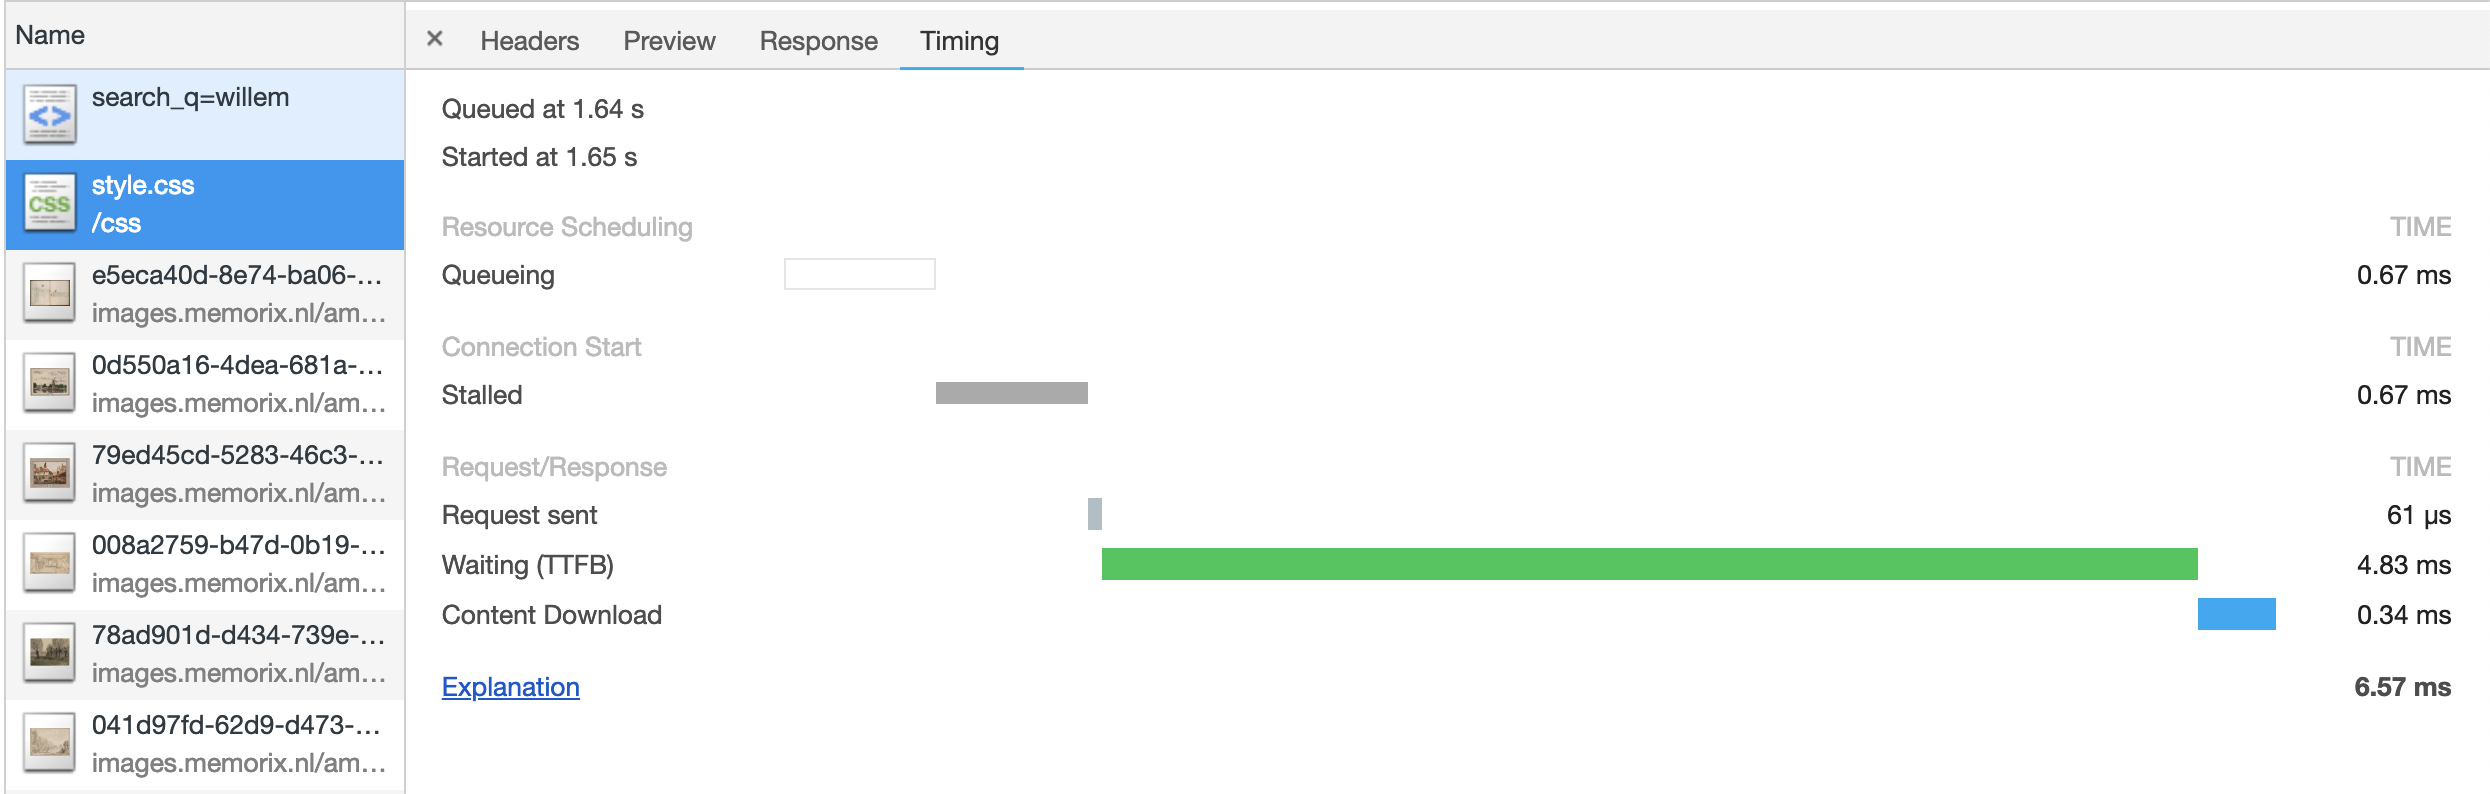 Name
× Headers Preview Response Timing
search_q=willem
style.css
/css
e5eca40d-8e74-ba06-...
images.memorix.nl/am...
0d550a16-4dea-681a-...
images.memorix.nl/am...
79ed45cd-5283-46c3-...
images.memorix.nl/am...
008a2759-b47d-0b19-...
images.memorix.nl/am...
78ad901d-d434-739e-...
images.memorix.nl/am...
041d97fd-62d9-d473-...
images.memorix.nl/am...
Queued at 1.64 s
Started at 1.65 s
Resource Scheduling TIME
Queueing 0.67 ms
Connection Start TIME
Stalled 0.67 ms
Request/Response TIME
Request sent 61 µs
Waiting (TTFB) 4.83 ms
Content Download 0.34 ms
Explanation 6.57 ms